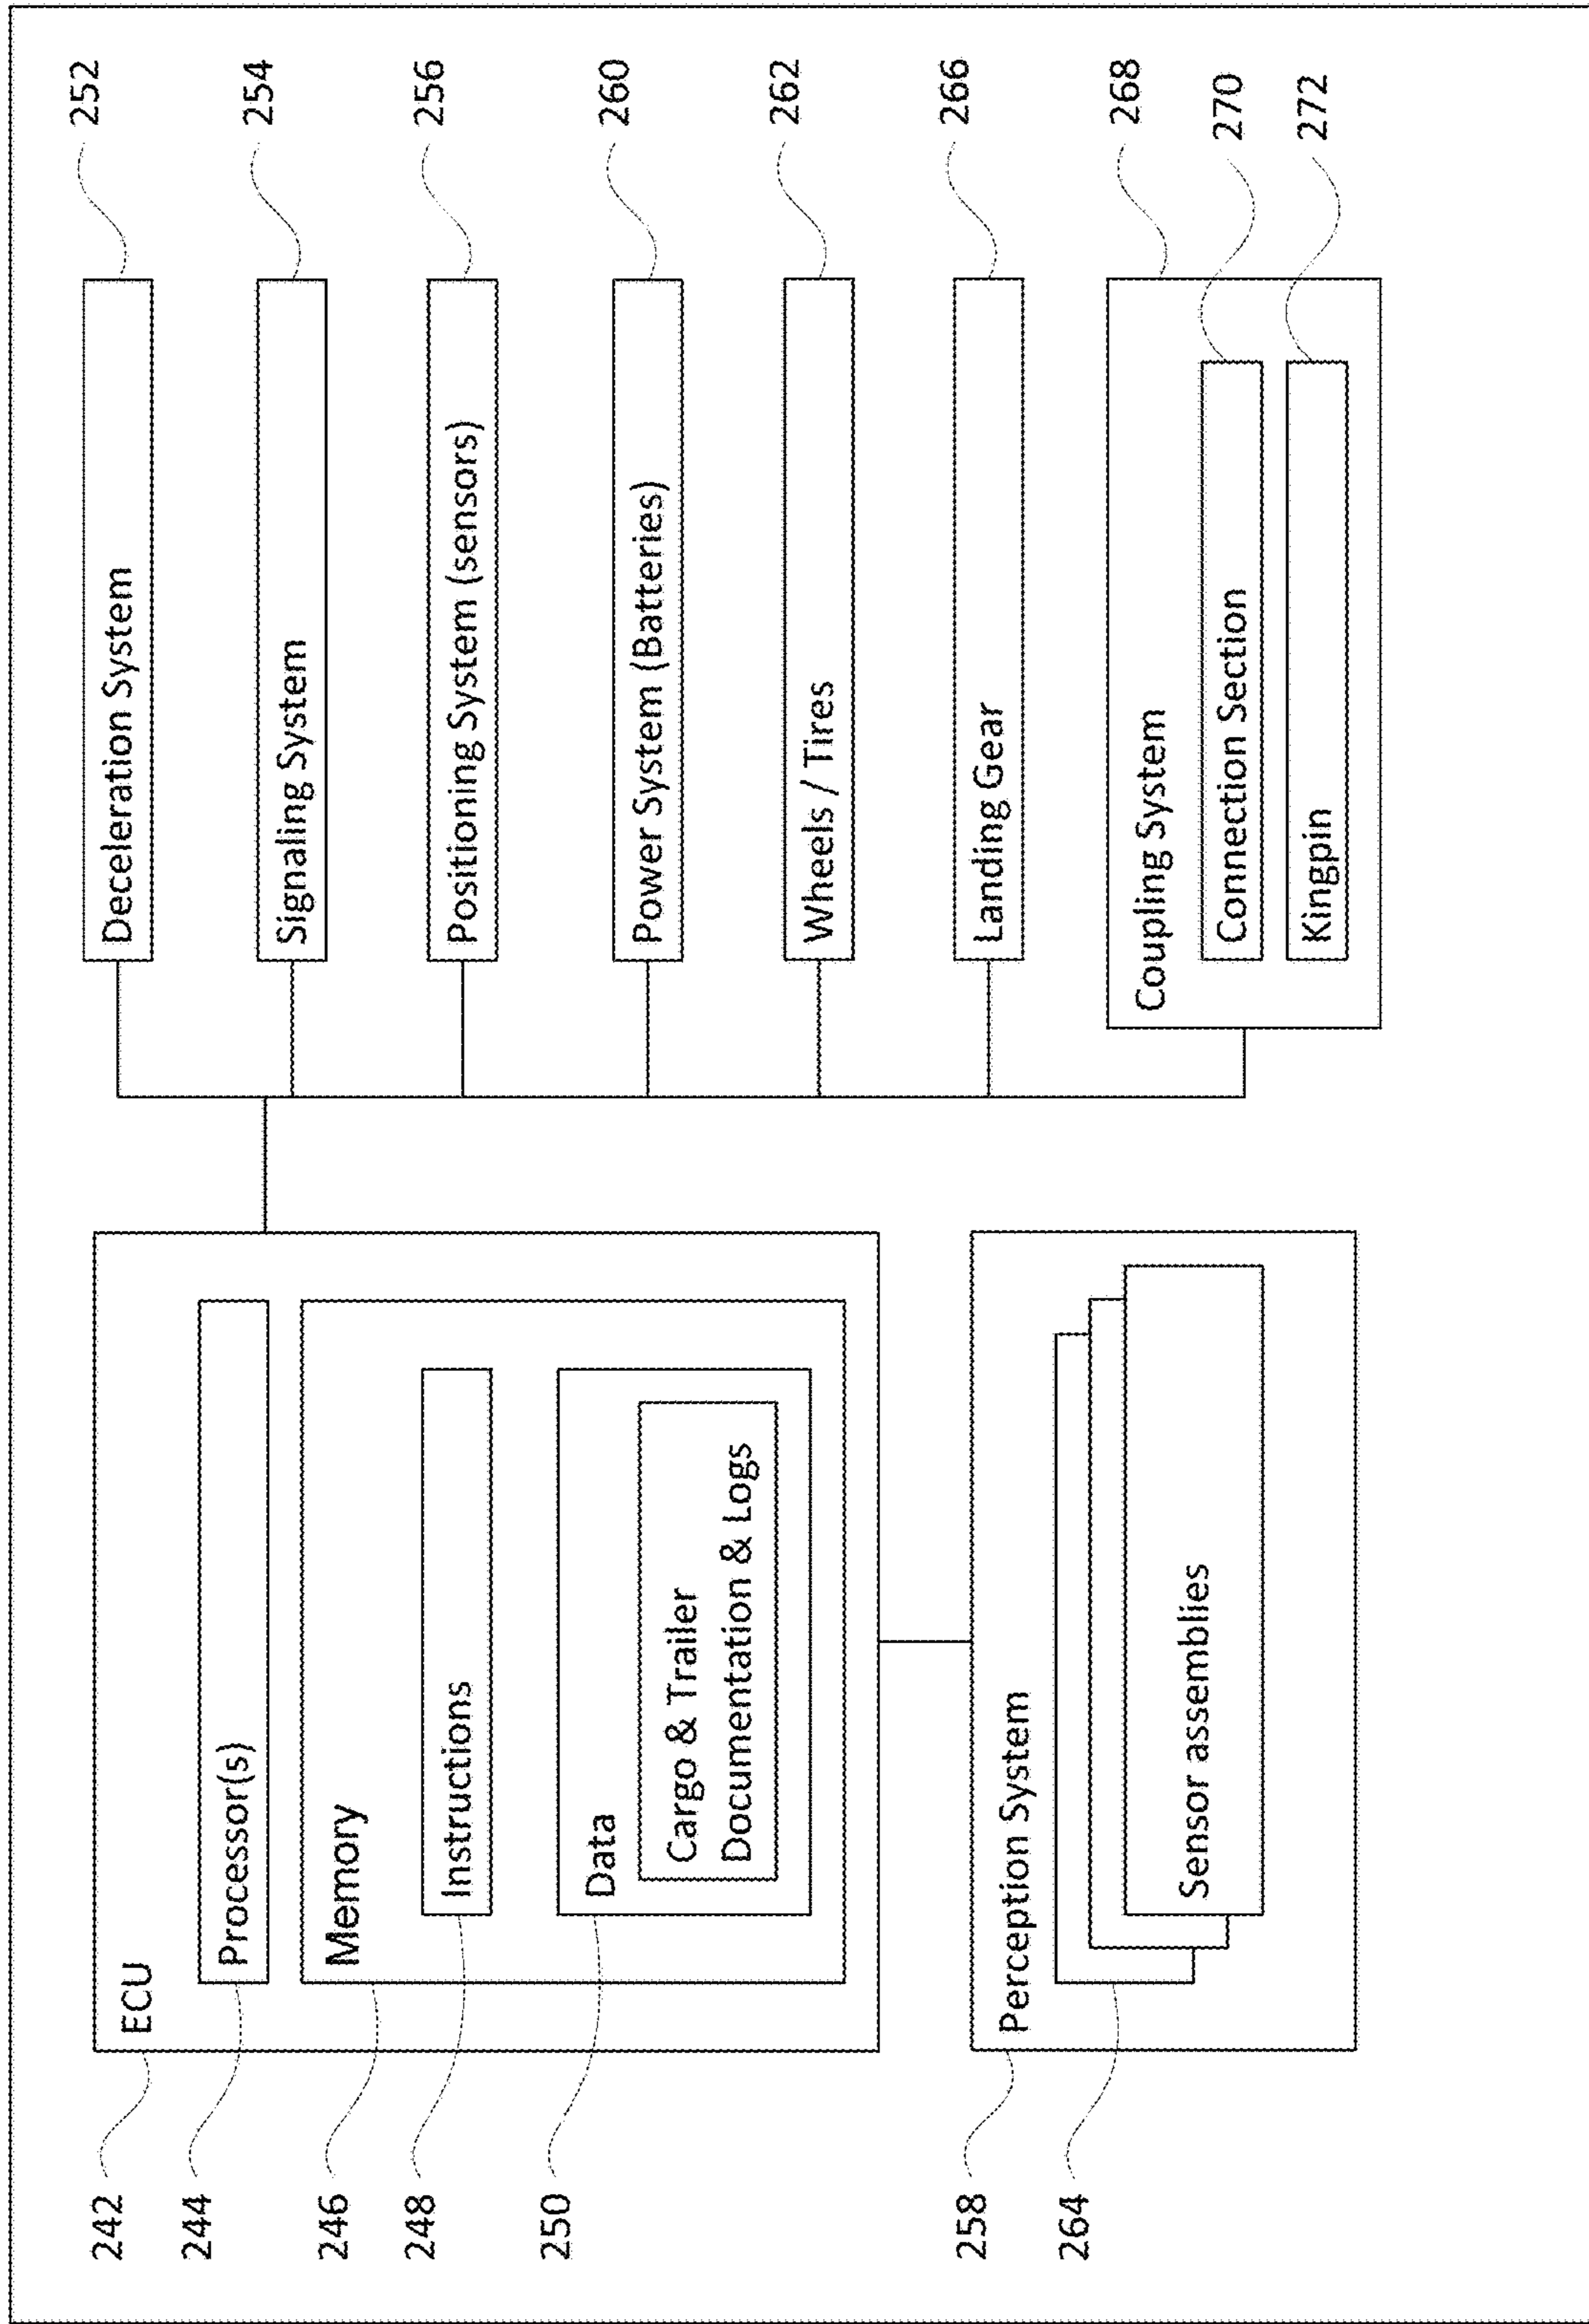 242
ECU
244
Processor(s)
246
Memory
248
Instructions
250
Data
Cargo & Trailer
Documentation & Logs
258
Perception System
264
Sensor assemblies
Deceleration System
252
Signaling System
254
Positioning System (sensors)
256
Power System (Batteries)
260
Wheels / Tires
262
Landing Gear
266
Coupling System
268
Connection Section
270
Kingpin
272